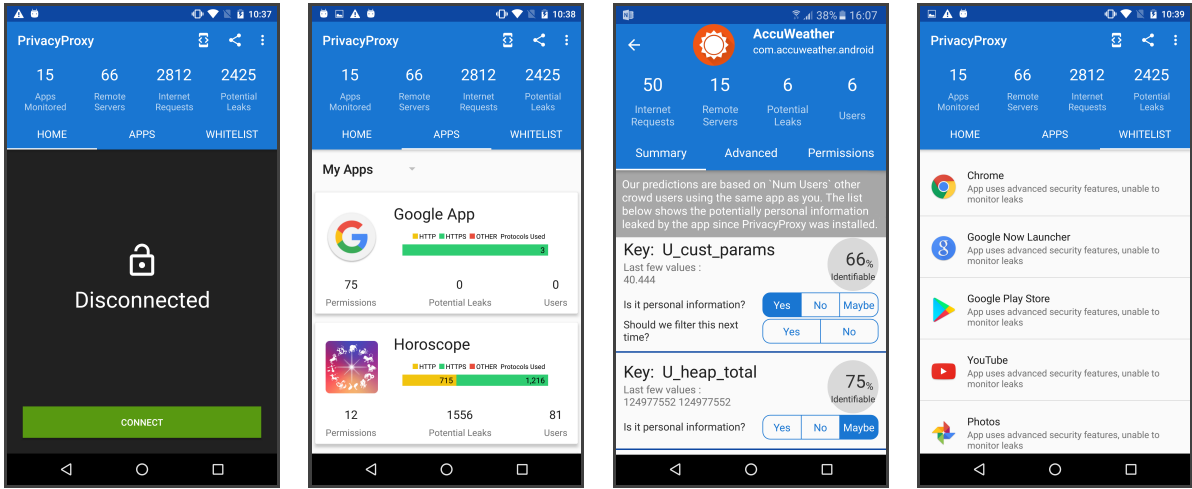 10:37
PrivacyProxy
15 66 2812 2425
Apps Monitored Remote Servers Internet Requests Potential Leaks
HOME APPS WHITELIST
Disconnected
CONNECT
10:38
PrivacyProxy
15 66 2812 2425
Apps Monitored Remote Servers Internet Requests Potential Leaks
HOME APPS WHITELIST
My Apps
Google App
HTTP HTTPS OTHER Protocols Used
3
75 0 0
Permissions Potential Leaks Users
Horoscope
HTTP HTTPS OTHER Protocols Used
715 1,216
12 1556 81
Permissions Potential Leaks Users
38% 16:07
AccuWeather
com.accuweather.android
50 15 6 6
Internet Requests Remote Servers Potential Leaks Users
Summary Advanced Permissions
Our predictions are based on `Num Users` other
crowd users using the same app as you. The list
below shows the potentially personal information
leaked by the app since PrivacyProxy was installed.
Key: U_cust_params
66%
Identifiable
Last few values :
40.444
Is it personal information? Yes No Maybe
Should we filter this next
time?
Yes No
Key: U_heap_total
75%
Identifiable
Last few values :
124977552 124977552
Is it personal information? Yes No Maybe
10:39
PrivacyProxy
15 66 2812 2425
Apps Monitored Remote Servers Internet Requests Potential Leaks
HOME APPS WHITELIST
Chrome
App uses advanced security features, unable to
monitor leaks
Google Now Launcher
App uses advanced security features, unable to
monitor leaks
Google Play Store
App uses advanced security features, unable to
monitor leaks
YouTube
App uses advanced security features, unable to
monitor leaks
Photos
App uses advanced security features, unable to
monitor leaks